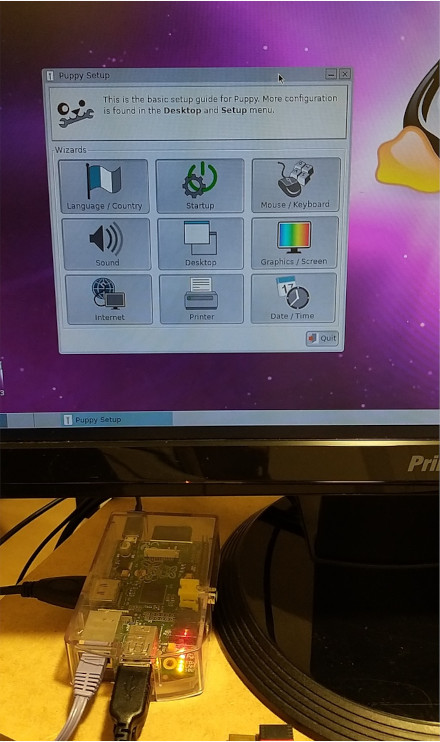 Puppy Setup
This is the basic setup guide for Puppy. More configuration
is found in the Desktop and Setup menu.
Wizards
Language / Country
Startup
Mouse / Keyboard
Sound
Desktop
Graphics / Screen
17
Internet
Printer
Date / Time
Quit
3
Puppy Setup
Pri